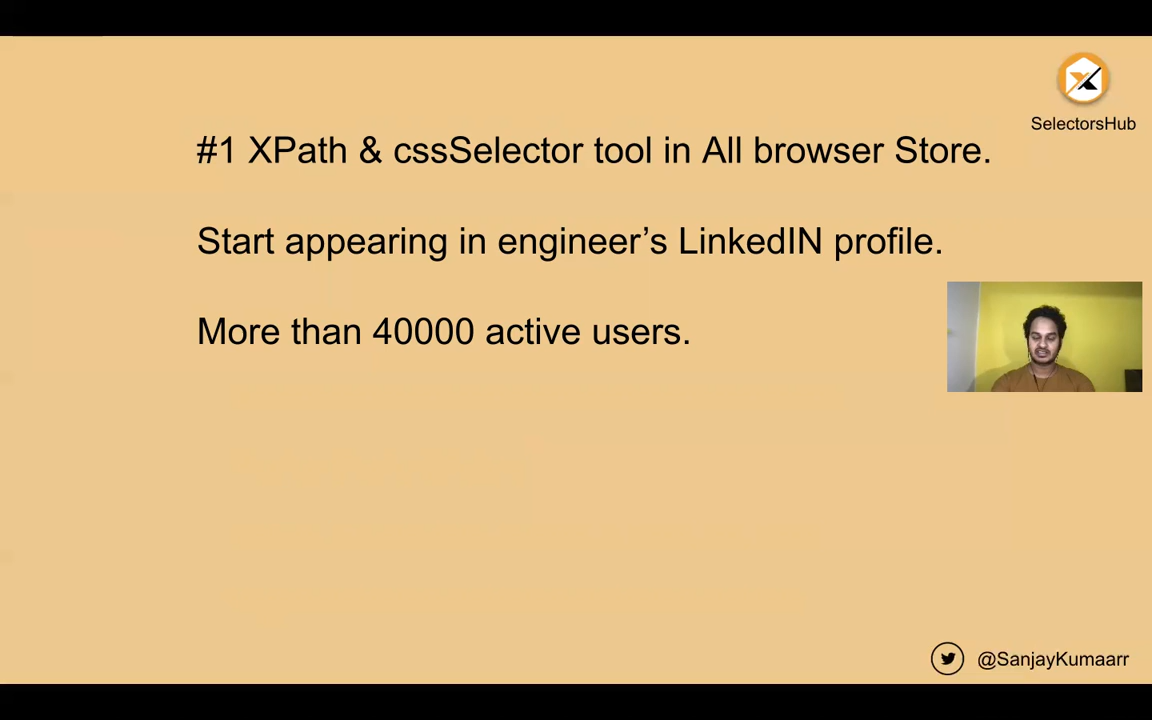 SelectorsHub
#1 XPath & cssSelector tool in All browser Store.
Start appearing in engineer’s LinkedIN profile.
More than 40000 active users.
@SanjayKumaarr